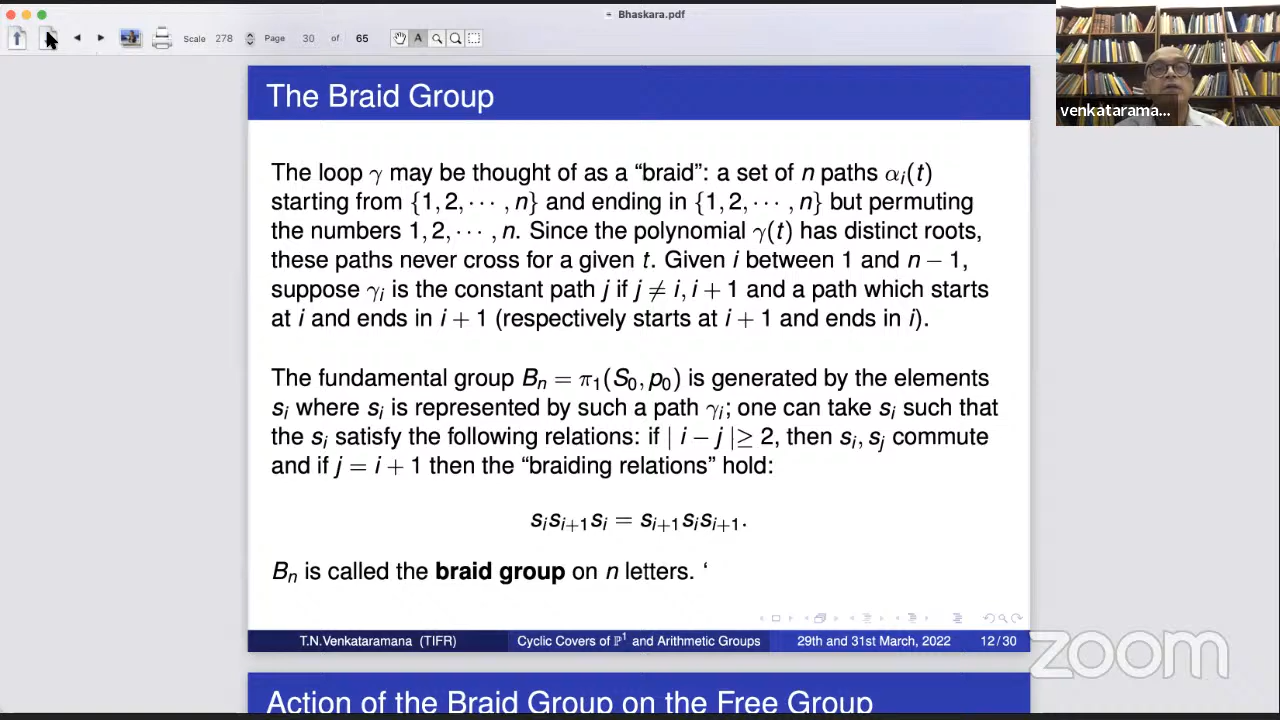 Bhaskara.pdf
Scale 278 Page 30 of 65
venkatarama...
The Braid Group
The loop γ may be thought of as a “braid”: a set of n paths αᵢ(t)
starting from {1, 2, ⋯ , n} and ending in {1, 2, ⋯ , n} but permuting
the numbers 1, 2, ⋯ , n. Since the polynomial γ(t) has distinct roots,
these paths never cross for a given t. Given i between 1 and n − 1,
suppose γᵢ is the constant path j if j ≠ i, i + 1 and a path which starts
at i and ends in i + 1 (respectively starts at i + 1 and ends in i).
The fundamental group Bₙ = π₁(S₀, p₀) is generated by the elements
sᵢ where sᵢ is represented by such a path γᵢ; one can take sᵢ such that
the sᵢ satisfy the following relations: if | i − j |≥ 2, then sᵢ, sⱼ commute
and if j = i + 1 then the “braiding relations” hold:
sᵢsᵢ₊₁sᵢ = sᵢ₊₁sᵢsᵢ₊₁.
Bₙ is called the braid group on n letters. ‘
T.N.Venkataramana (TIFR) Cyclic Covers of ℙ¹ and Arithmetic Groups 29th and 31st March, 2022 12 / 30
zoom
Action of the Braid Group on the Free Group